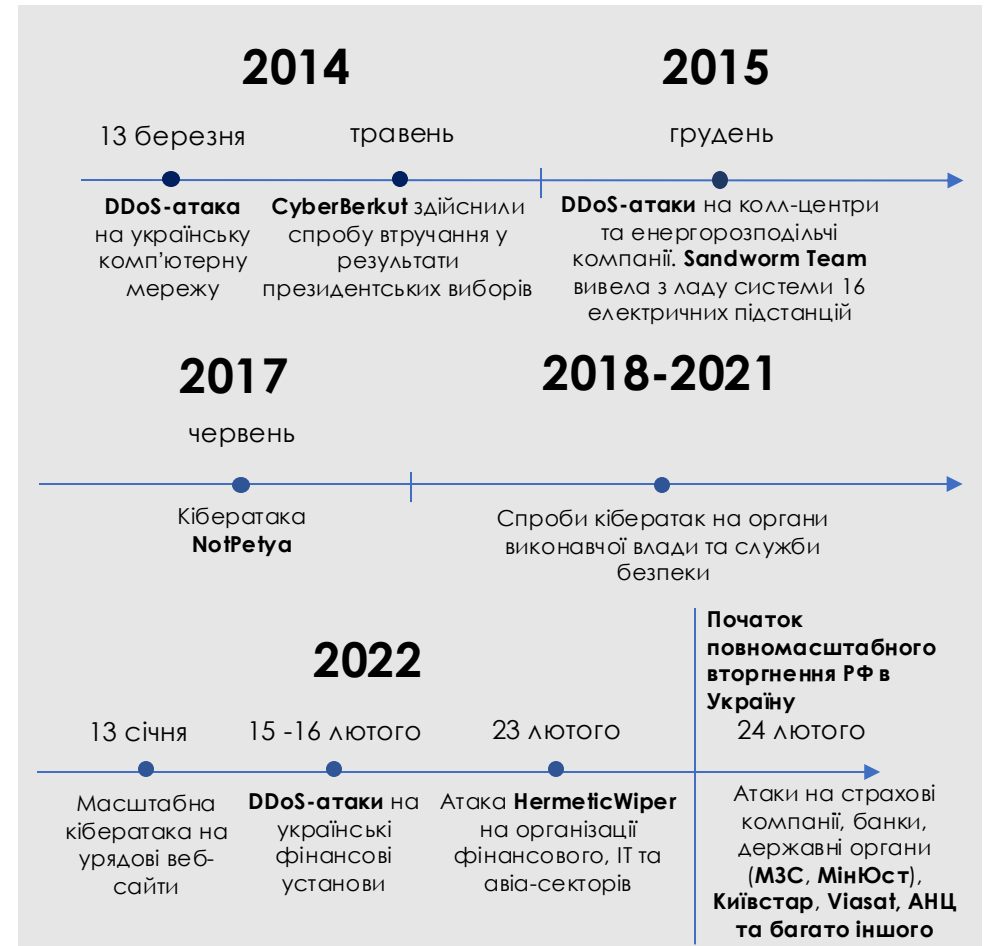 2014
2015
13 березня
травень
грудень
DDoS-атака
на українську
комп’ютерну
мережу
CyberBerkut здійснили
спробу втручання у
результати
президентських виборів
DDoS-атаки на колл-центри
та енергорозподільчі
компанії. Sandworm Team
вивела з ладу системи 16
електричних підстанцій
2017
2018-2021
червень
Кібератака
NotPetya
Спроби кібератак на органи
виконавчої влади та служби
безпеки
2022
Початок
повномасштабного
вторгнення РФ в
Україну
13 січня
15 -16 лютого
23 лютого
24 лютого
Масштабна
кібератака на
урядові веб-
сайти
DDoS-атаки на
українські
фінансові
установи
Атака HermeticWiper
на організації
фінансового, ІТ та
авіа-секторів
Атаки на страхові
компанії, банки,
державні органи
(МЗС, МінЮст),
Київстар, Viasat, АНЦ
та багато іншого